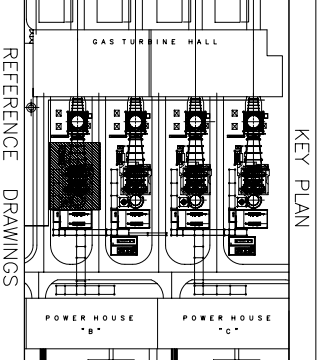 GAS TURBINE HALL
REFERENCE DRAWINGS
KEY PLAN
POWER HOUSE
"B"
POWER HOUSE
"C"